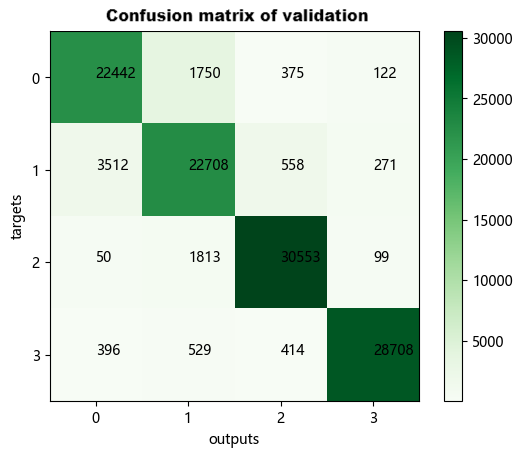 Confusion matrix of validation
0 22442 1750 375 122
1 3512 22708 558 271
2 50 1813 30553 99
3 396 529 414 28708
0 1 2 3
outputs
targets
30000
25000
20000
15000
10000
5000